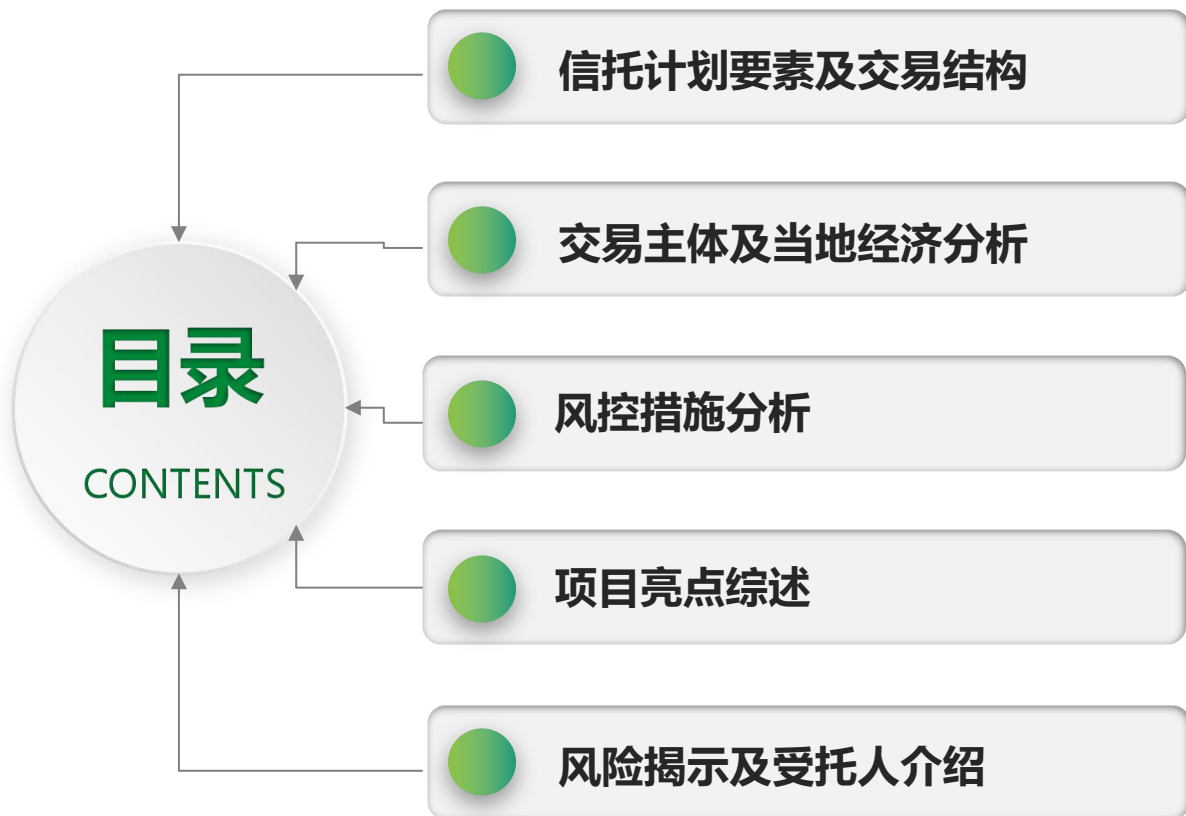 目录
CONTENTS
信托计划要素及交易结构
交易主体及当地经济分析
风控措施分析
项目亮点综述
风险揭示及受托人介绍